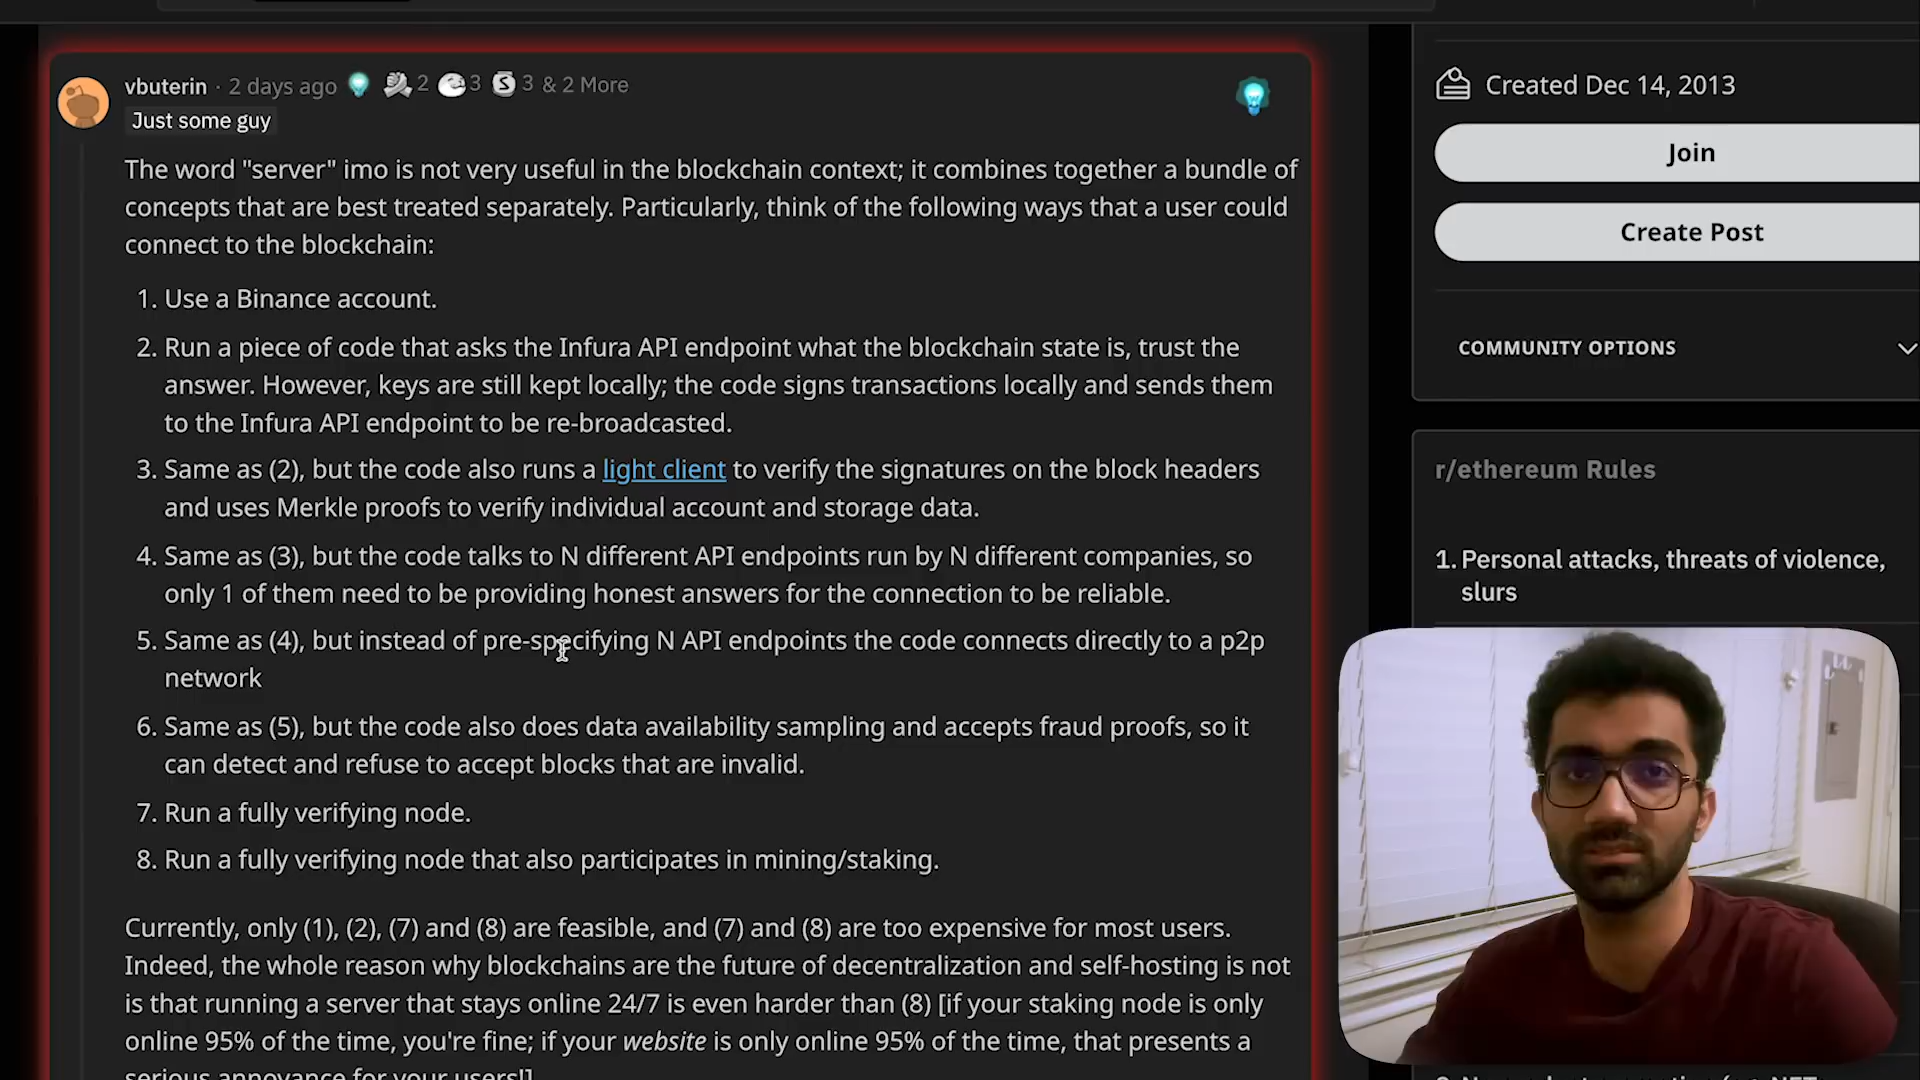 vbuterin · 2 days ago 2 3 3 & 2 More
Just some guy
The word "server" imo is not very useful in the blockchain context; it combines together a bundle of
concepts that are best treated separately. Particularly, think of the following ways that a user could
connect to the blockchain:
1. Use a Binance account.
2. Run a piece of code that asks the Infura API endpoint what the blockchain state is, trust the
answer. However, keys are still kept locally; the code signs transactions locally and sends them
to the Infura API endpoint to be re-broadcasted.
3. Same as (2), but the code also runs a light client to verify the signatures on the block headers
and uses Merkle proofs to verify individual account and storage data.
4. Same as (3), but the code talks to N different API endpoints run by N different companies, so
only 1 of them need to be providing honest answers for the connection to be reliable.
5. Same as (4), but instead of pre-specifying N API endpoints the code connects directly to a p2p
network
6. Same as (5), but the code also does data availability sampling and accepts fraud proofs, so it
can detect and refuse to accept blocks that are invalid.
7. Run a fully verifying node.
8. Run a fully verifying node that also participates in mining/staking.
Currently, only (1), (2), (7) and (8) are feasible, and (7) and (8) are too expensive for most users.
Indeed, the whole reason why blockchains are the future of decentralization and self-hosting is not
is that running a server that stays online 24/7 is even harder than (8) [if your staking node is only
online 95% of the time, you're fine; if your website is only online 95% of the time, that presents a
serious annoyance for your users!]
Created Dec 14, 2013
Join
Create Post
COMMUNITY OPTIONS
r/ethereum Rules
1. Personal attacks, threats of violence,
slurs